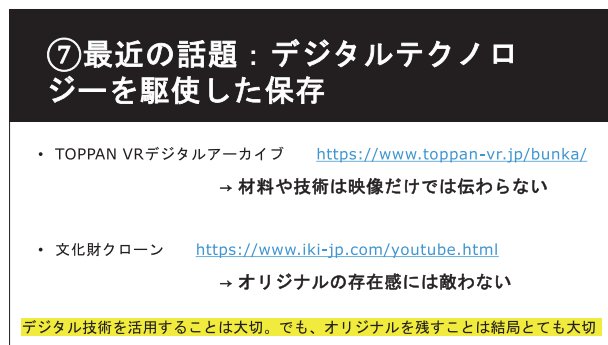 ⑦最近の話題：デジタルテクノロ
ジーを駆使した保存
• TOPPAN VRデジタルアーカイブ https://www.toppan-vr.jp/bunka/
→ 材料や技術は映像だけでは伝わらない
• 文化財クローン https://www.iki-jp.com/youtube.html
→ オリジナルの存在感には敵わない
デジタル技術を活用することは大切。でも、オリジナルを残すことは結局とても大切